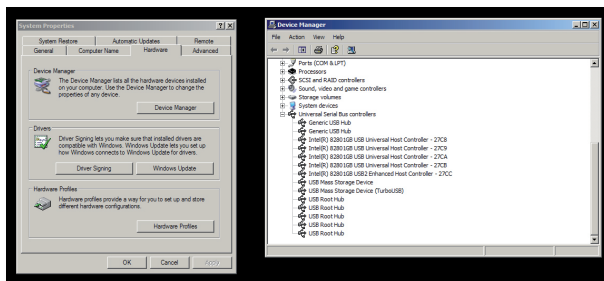 System Properties
System Restore
Automatic Updates
Remote
General
Computer Name
Hardware
Advanced
Device Manager
The Device Manager lists all the hardware devices installed
on your computer. Use the Device Manager to change the
properties of any device.
Device Manager
Drivers
Driver Signing lets you make sure that installed drivers are
compatible with Windows. Windows Update lets you set up
how Windows connects to Windows Update for drivers.
Driver Signing
Windows Update
Hardware Profiles
Hardware profiles provide a way for you to set up and store
different hardware configurations.
Hardware Profiles
OK
Cancel
Apply
Device Manager
File Action View Help
Ports (COM & LPT)
Processors
SCSI and RAID controllers
Sound, video and game controllers
Storage volumes
System devices
Universal Serial Bus controllers
Generic USB Hub
Generic USB Hub
Intel(R) 82801GB USB Universal Host Controller - 27C8
Intel(R) 82801GB USB Universal Host Controller - 27C9
Intel(R) 82801GB USB Universal Host Controller - 27CA
Intel(R) 82801GB USB Universal Host Controller - 27CB
Intel(R) 82801GB USB2 Enhanced Host Controller - 27CC
USB Mass Storage Device
USB Mass Storage Device (TurboUSB)
USB Root Hub
USB Root Hub
USB Root Hub
USB Root Hub
USB Root Hub